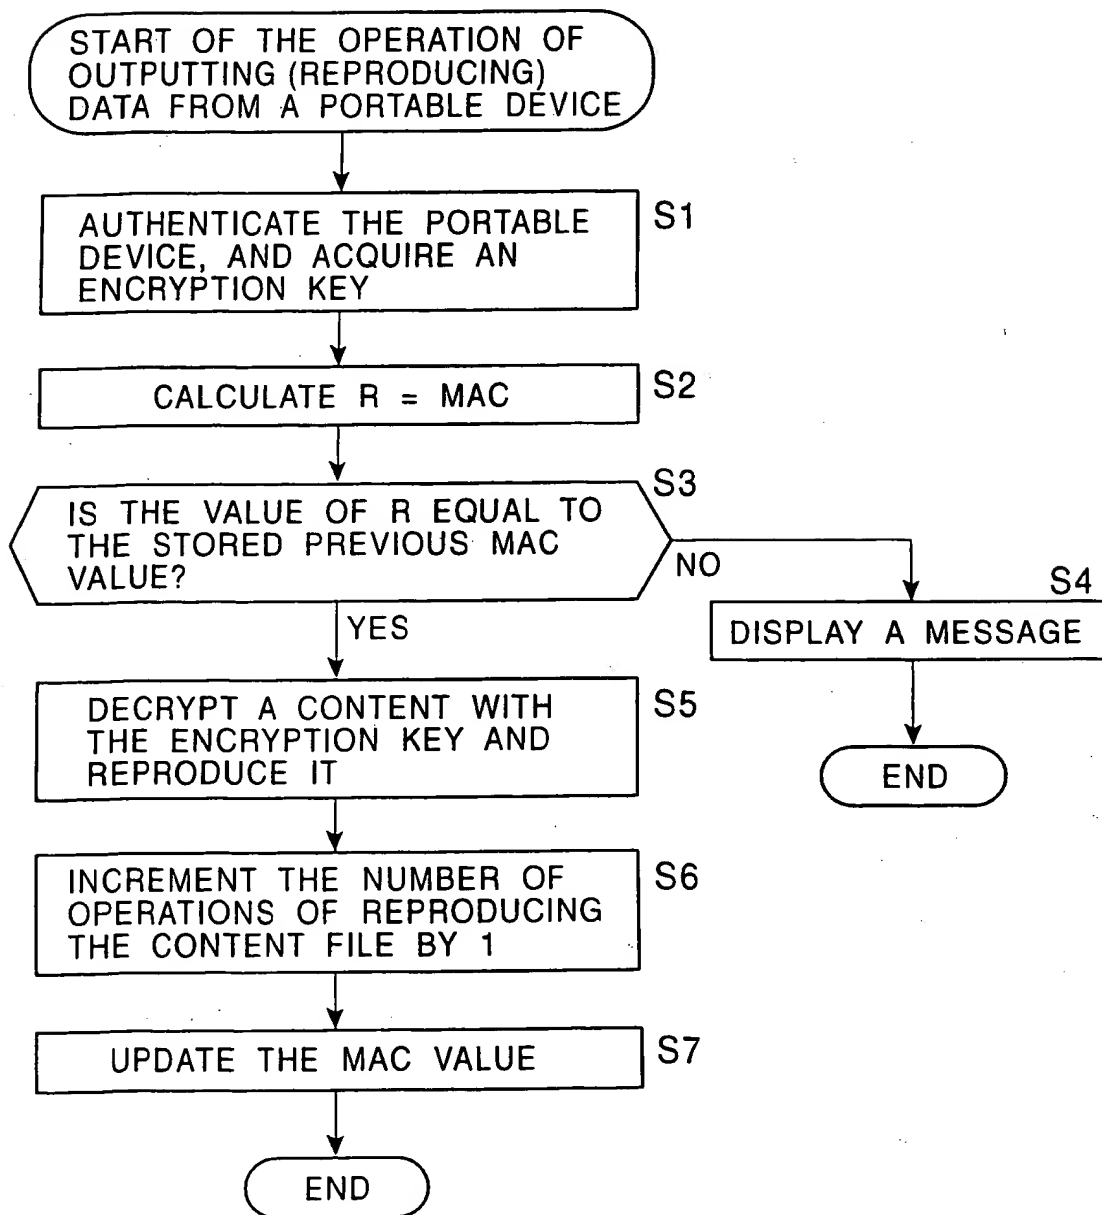 START OF THE OPERATION OF
OUTPUTTING (REPRODUCING)
DATA FROM A PORTABLE DEVICE
AUTHENTICATE THE PORTABLE
DEVICE, AND ACQUIRE AN
ENCRYPTION KEY
S1
CALCULATE R = MAC
S2
IS THE VALUE OF R EQUAL TO
THE STORED PREVIOUS MAC
VALUE?
S3
NO
YES
S4
DISPLAY A MESSAGE
END
DECRYPT A CONTENT WITH
THE ENCRYPTION KEY AND
REPRODUCE IT
S5
INCREMENT THE NUMBER OF
OPERATIONS OF REPRODUCING
THE CONTENT FILE BY 1
S6
UPDATE THE MAC VALUE
S7
END